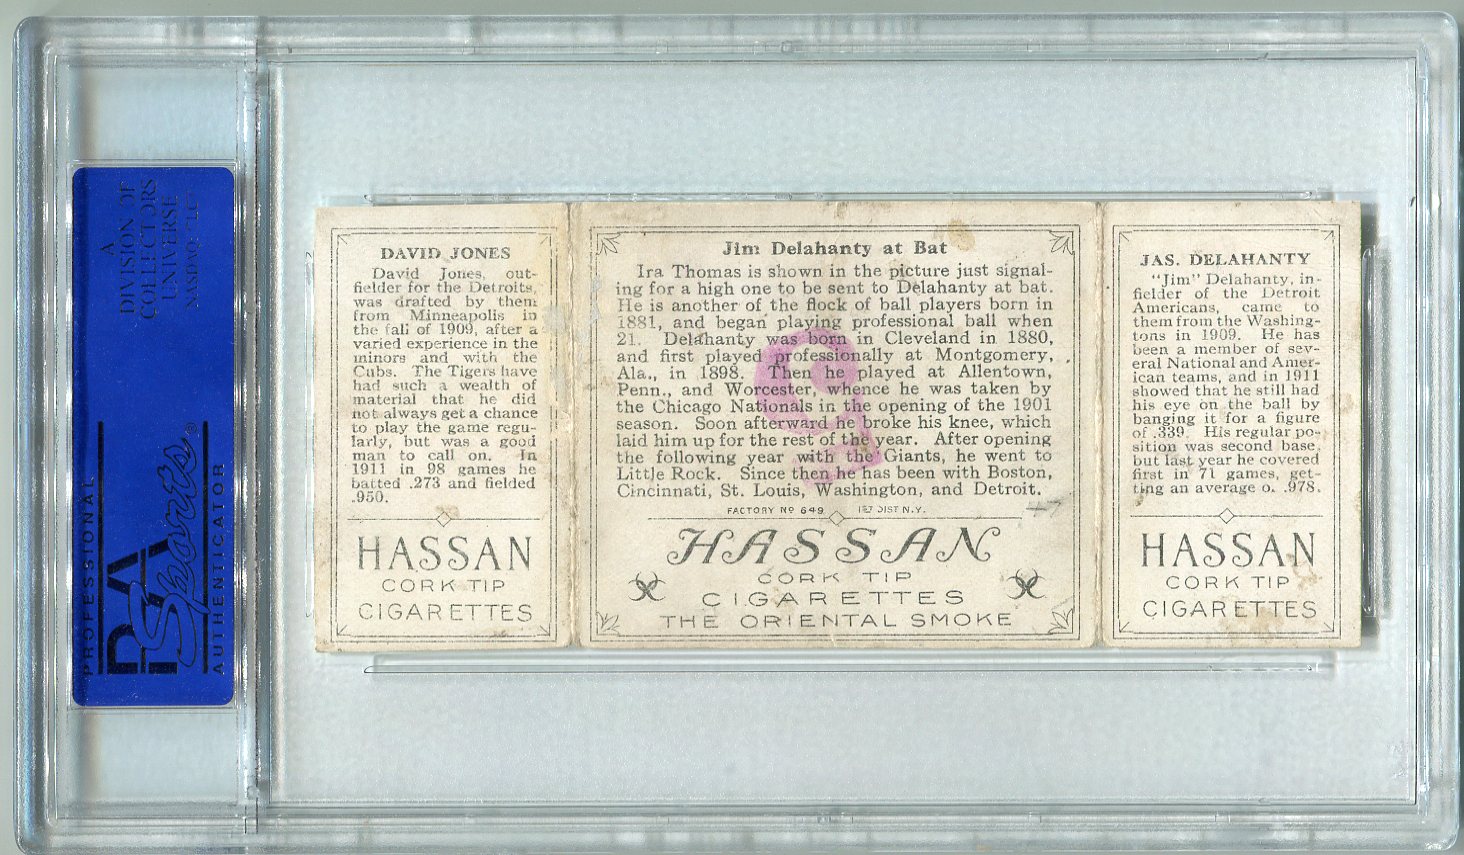 A
DIVISION OF
COLLECTORS
UNIVERSE
NASDAQ: CLCT
PROFESSIONAL
PSA
Sports®
AUTHENTICATOR
DAVID JONES
David Jones, out-
fielder for the Detroits,
was drafted by them
from Minneapolis in
the fall of 1909, after a
varied experience in the
minors and with the
Cubs. The Tigers have
had such a wealth of
material that he did
not always get a chance
to play the game regu-
larly, but was a good
man to call on. In
1911 in 98 games he
batted .273 and fielded
.950.
HASSAN
CORK TIP
CIGARETTES
Jim Delahanty at Bat
Ira Thomas is shown in the picture just signal-
ing for a high one to be sent to Delahanty at bat.
He is another of the flock of ball players born in
1881, and began playing professional ball when
21. Delahanty was born in Cleveland in 1880,
and first played professionally at Montgomery,
Ala., in 1898. Then he played at Allentown,
Penn., and Worcester, whence he was taken by
the Chicago Nationals in the opening of the 1901
season. Soon afterward he broke his knee, which
laid him up for the rest of the year. After opening
the following year with the Giants, he went to
Little Rock. Since then he has been with Boston,
Cincinnati, St. Louis, Washington, and Detroit.
FACTORY Nº 649 1ST DIST N.Y.
HASSAN
CORK TIP
CIGARETTES
THE ORIENTAL SMOKE
JAS. DELAHANTY
"Jim" Delahanty, in-
fielder of the Detroit
Americans, came to
them from the Washing-
tons in 1909. He has
been a member of sev-
eral National and Amer-
ican teams, and in 1911
showed that he still had
his eye on the ball by
banging it for a figure
of .339. His regular po-
sition was second base,
but last year he covered
first in 71 games, get-
ting an average of .978.
HASSAN
CORK TIP
CIGARETTES